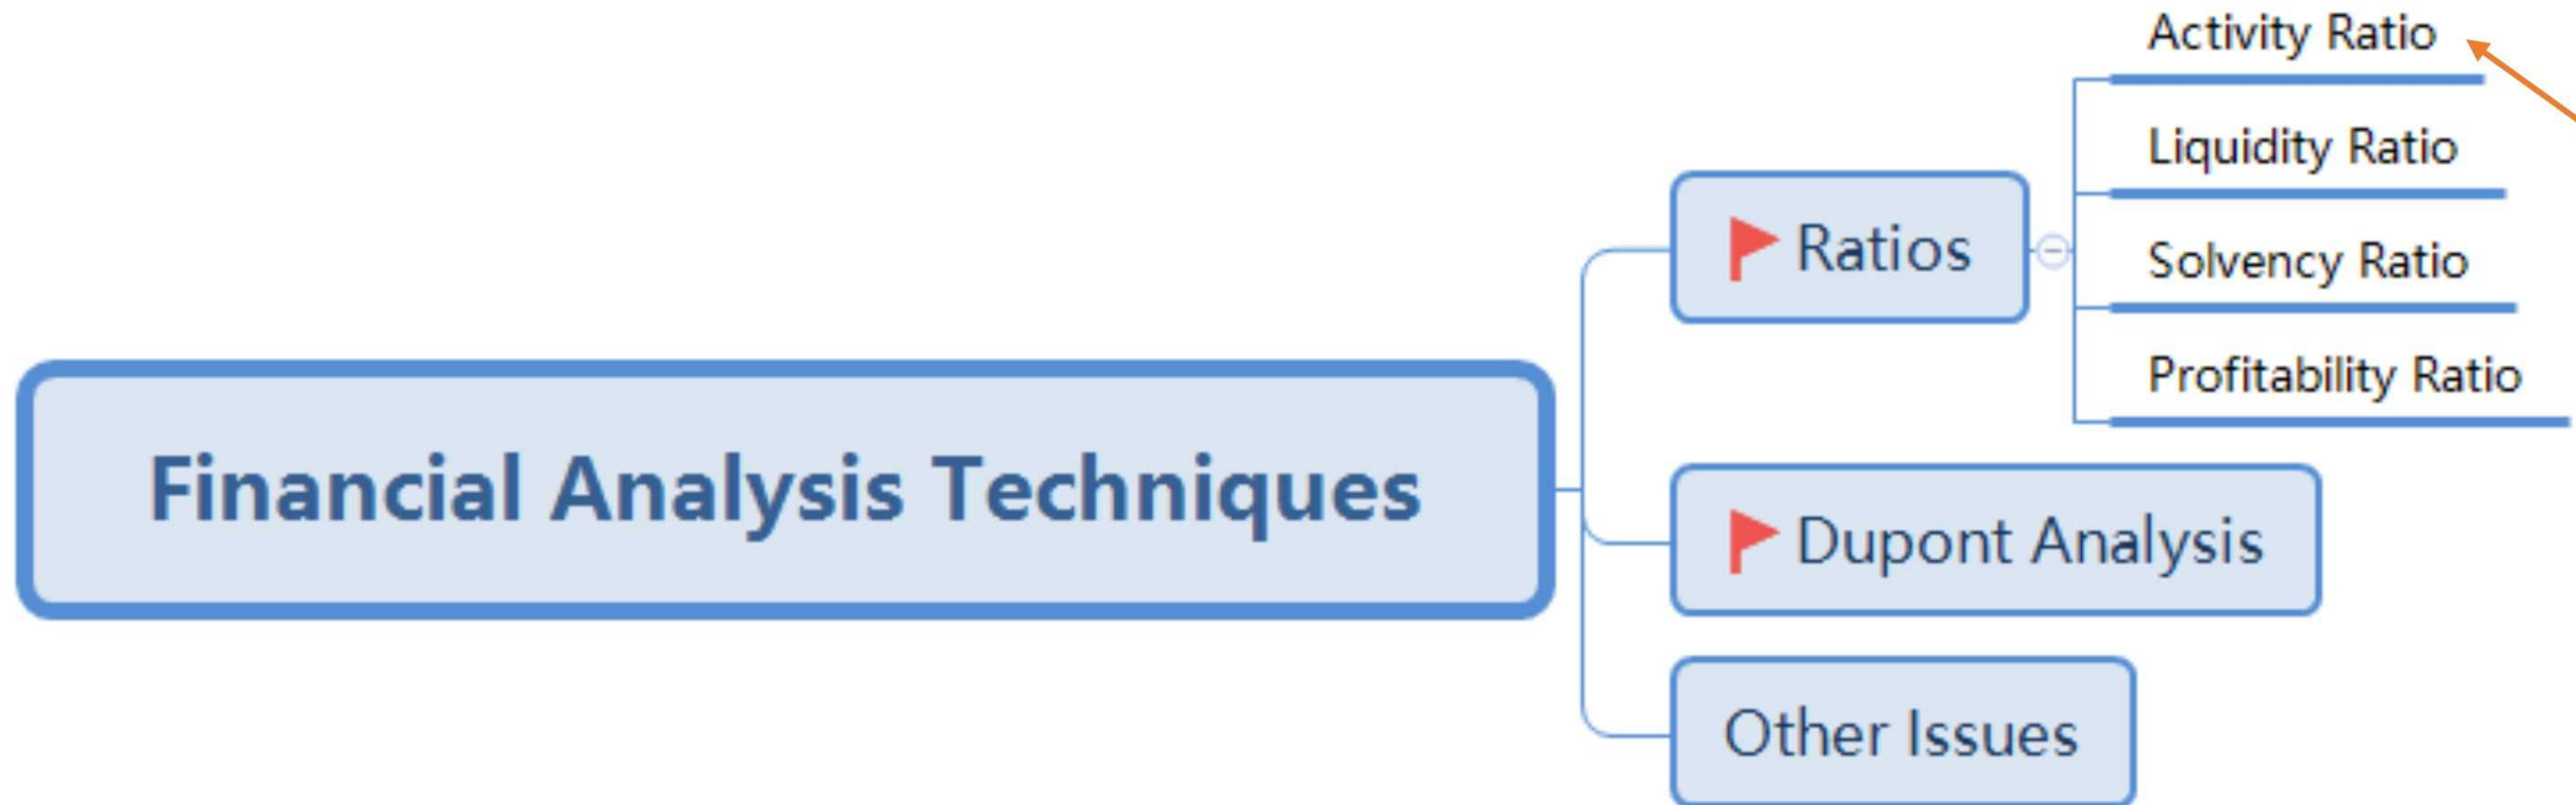 Activity Ratio
Liquidity Ratio
Ratios
Solvency Ratio
Profitability Ratio
Financial Analysis Techniques
Dupont Analysis
Other Issues